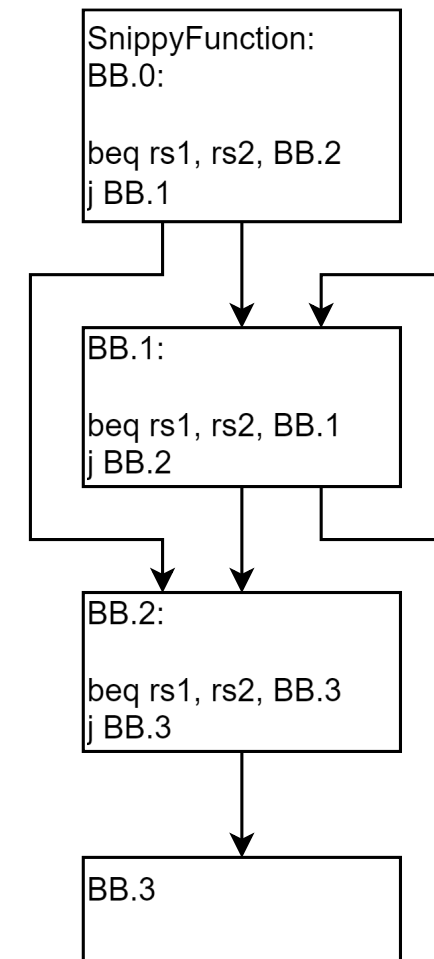 SnippyFunction:
BB.0:
beq rs1, rs2, BB.2
j BB.1
BB.1:
beq rs1, rs2, BB.1
j BB.2
BB.2:
beq rs1, rs2, BB.3
j BB.3
BB.3